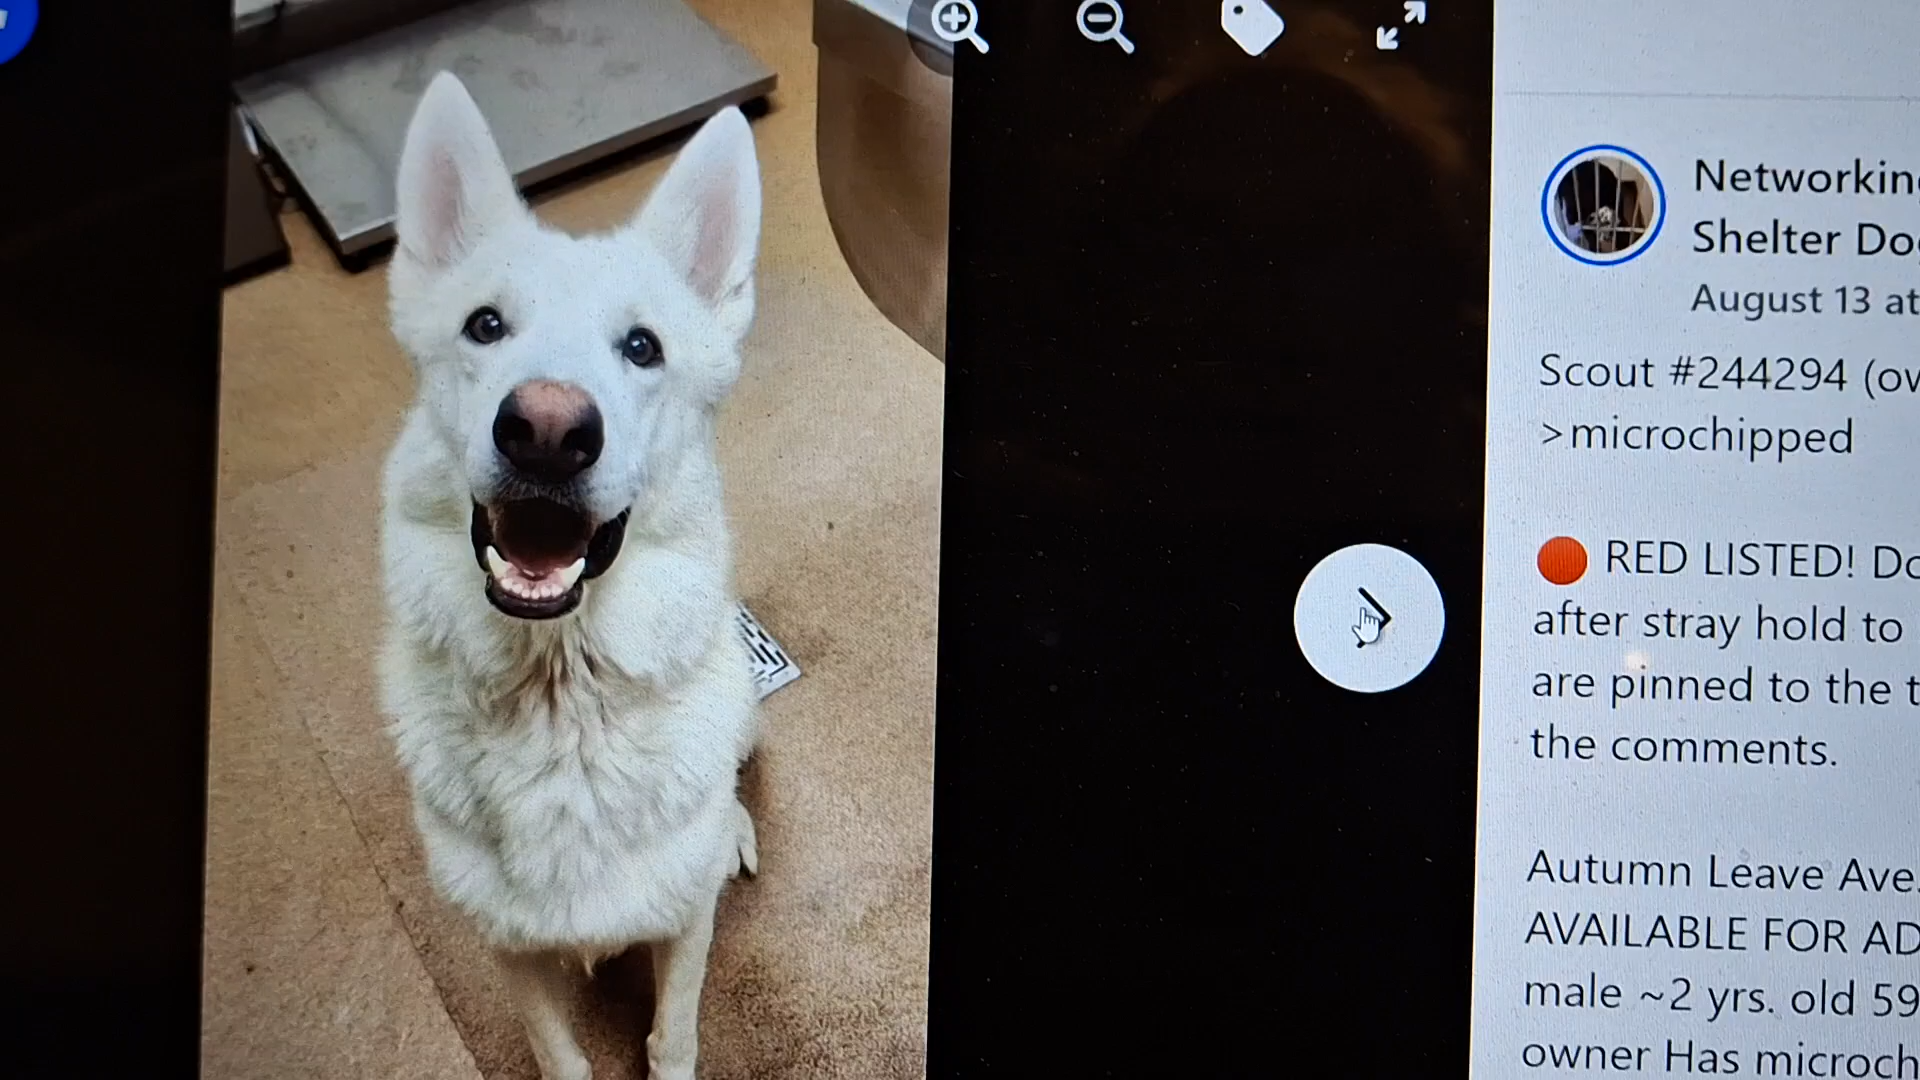 Networking
Shelter Do
August 13 at
Scout #244294 (ov
>microchipped
RED LISTED! Do
after stray hold to
are pinned to the t
the comments.
Autumn Leave Ave.
AVAILABLE FOR AD
male ~2 yrs. old 59
owner Has microch